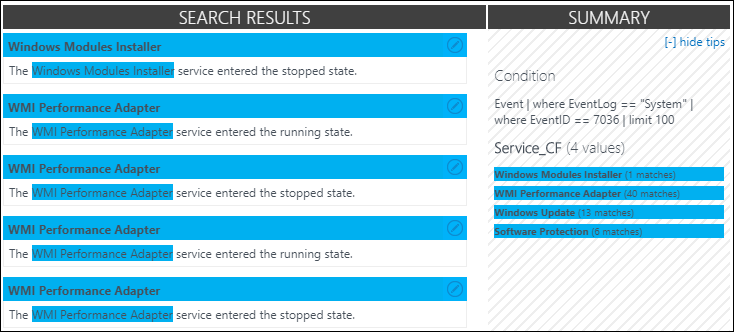 SEARCH RESULTS
Windows Modules Installer
The Windows Modules Installer service entered the stopped state.
WMI Performance Adapter
The WMI Performance Adapter service entered the running state.
WMI Performance Adapter
The WMI Performance Adapter service entered the stopped state.
WMI Performance Adapter
The WMI Performance Adapter service entered the running state.
WMI Performance Adapter
The WMI Performance Adapter service entered the stopped state.
SUMMARY
[-] hide tips
Condition
Event | where EventLog == "System" |
where EventID == 7036 | limit 100
Service_CF (4 values)
Windows Modules Installer (1 matches)
WMI Performance Adapter (40 matches)
Windows Update (13 matches)
Software Protection (6 matches)